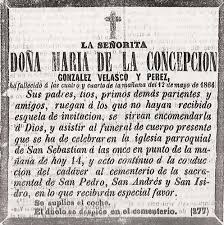 LA SEÑORITA
DOÑA MARIA DE LA CONCEPCION
GONZALEZ VELASCO Y PEREZ,
ha fallecido á las cuatro y cuarto de la mañana del 12 de mayo de 1864
Sus padres, tios, primos demás parientes y
amigos, ruegan á los que no hayan recibido
esquela de invitacion, se sirvan encomendarla
á Dios, y asistir al funeral de cuerpo presente
que se ha de celebrar en la iglesia parroquial
de San Sebastian á las once en punto de la ma-
ñana de hoy 14, y acto contínuo á la conduccion
del cadáver al cementerio de la sacra-
mental de San Pedro, San Andrés y San Isi-
dro, en lo que recibirán especial favor.
Se suplica el coche.
El duelo se despide en el cementerio. (277)